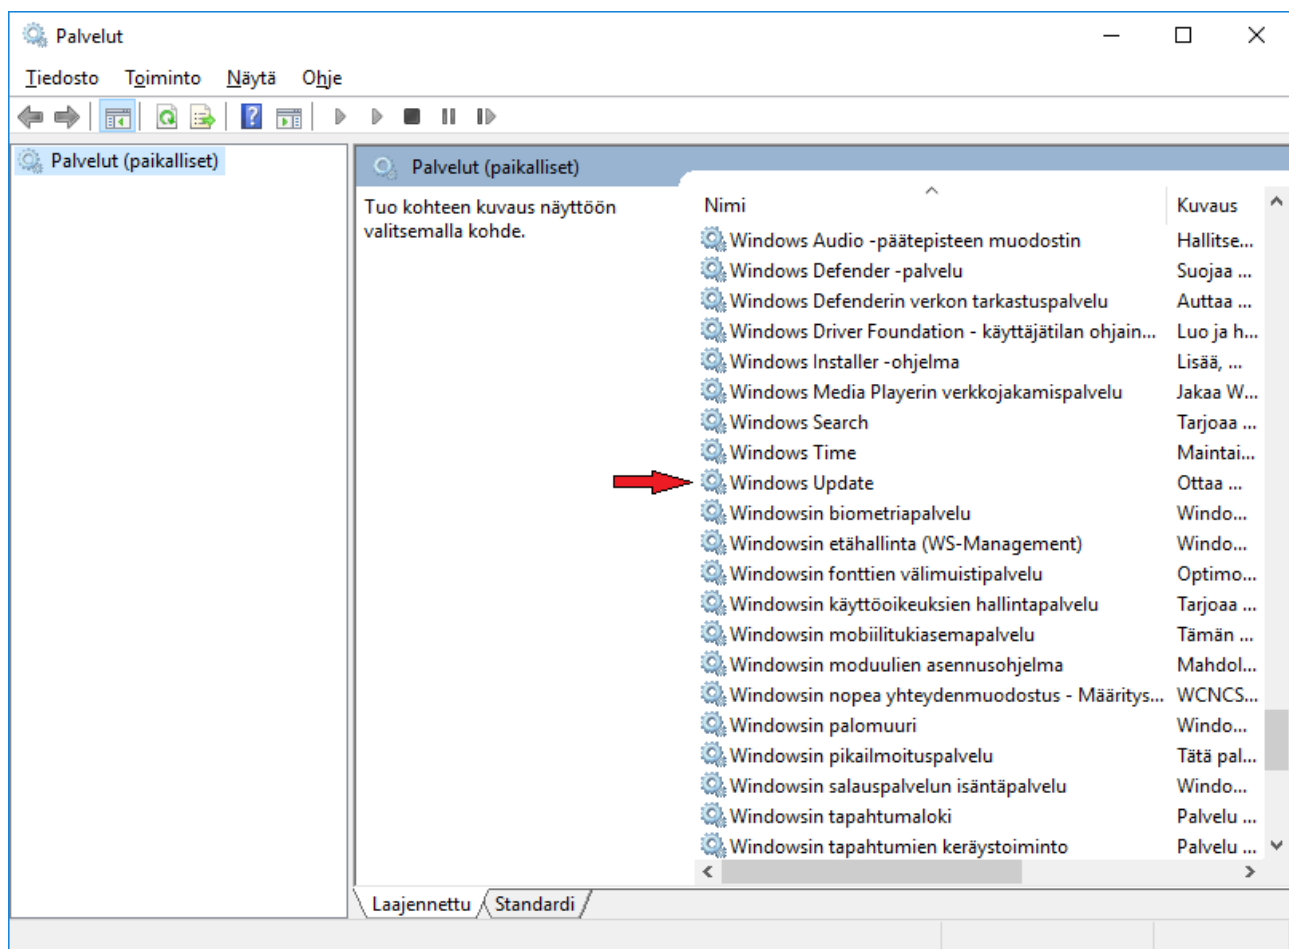 Palvelut
Tiedosto Toiminto Näytä Ohje
Palvelut (paikalliset)
Palvelut (paikalliset)
Tuo kohteen kuvaus näyttöön
valitsemalla kohde.
Nimi Kuvaus
Windows Audio -päätepisteen muodostin Hallitse...
Windows Defender -palvelu Suojaa ...
Windows Defenderin verkon tarkastuspalvelu Auttaa ...
Windows Driver Foundation - käyttäjätilan ohjain... Luo ja h...
Windows Installer -ohjelma Lisää, ...
Windows Media Playerin verkkojakamispalvelu Jakaa W...
Windows Search Tarjoaa ...
Windows Time Maintai...
Windows Update Ottaa ...
Windowsin biometriapalvelu Windo...
Windowsin etähallinta (WS-Management) Windo...
Windowsin fonttien välimuistipalvelu Optimo...
Windowsin käyttöoikeuksien hallintapalvelu Tarjoaa ...
Windowsin mobiilitukiasemapalvelu Tämän ...
Windowsin moduulien asennusohjelma Mahdol...
Windowsin nopea yhteydenmuodostus - Määritys... WCNCS...
Windowsin palomuuri Windo...
Windowsin pikailmoituspalvelu Tätä pal...
Windowsin salauspalvelun isäntäpalvelu Windo...
Windowsin tapahtumaloki Palvelu ...
Windowsin tapahtumien keräystoiminto Palvelu ...
Laajennettu Standardi